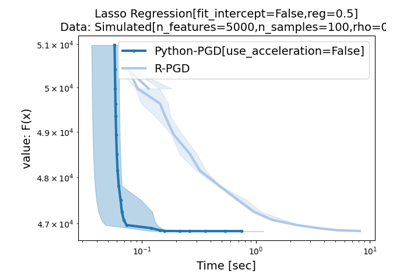 Lasso Regression[fit_intercept=False,reg=0.5]
Data: Simulated[n_features=5000,n_samples=100,rho=0
Python-PGD[use_acceleration=False]
R-PGD
5.1 × 10⁴
5 × 10⁴
4.9 × 10⁴
4.8 × 10⁴
4.7 × 10⁴
value: F(x)
10⁻¹ 10⁰ 10¹
Time [sec]